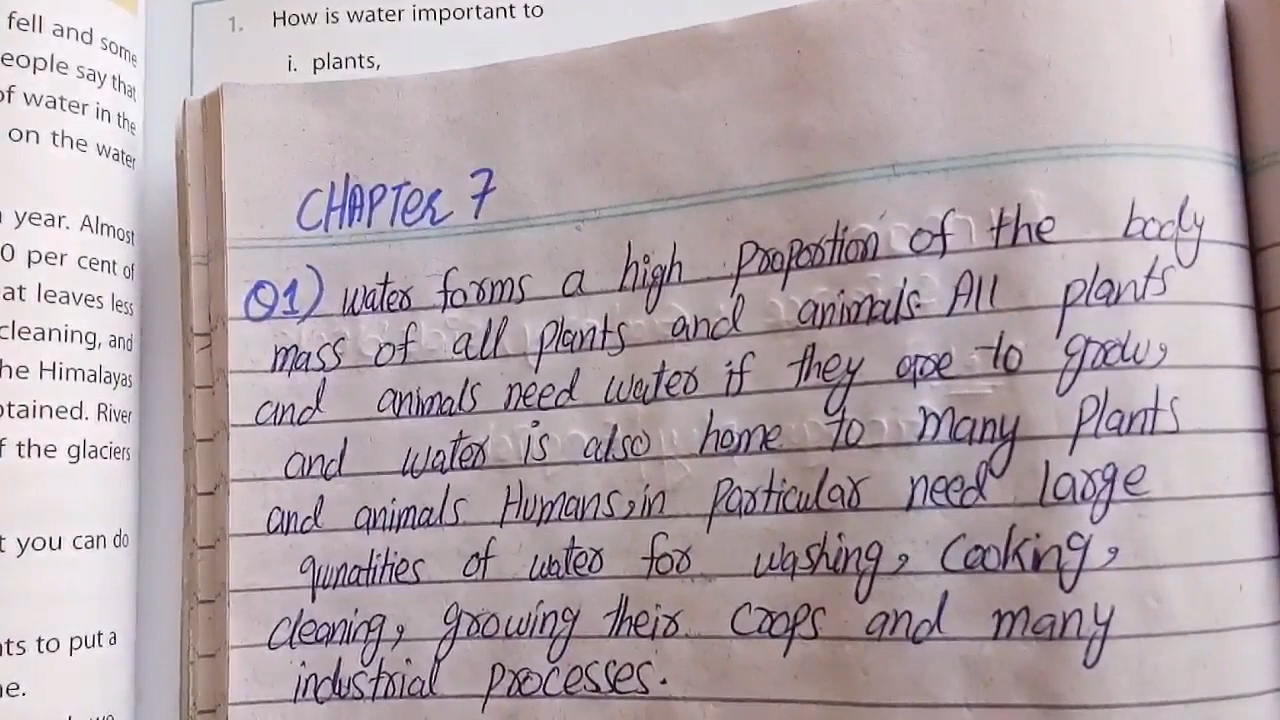 fell and some
eople say that
of water in the
on the water
year. Almost
0 per cent of
at leaves less
cleaning, and
he Himalayas
otained. River
f the glaciers
t you can do
nts to put a
ne.
1. How is water important to
i. plants,
CHAPTER 7
Q1) water forms a high proportion of the body
mass of all plants and animals. All plants
and animals need water if they are to grow,
and water is also home to many plants
and animals. Humans, in particular need large
qunatities of water for washing, cooking,
cleaning, growing their crops and many
industrial processes.